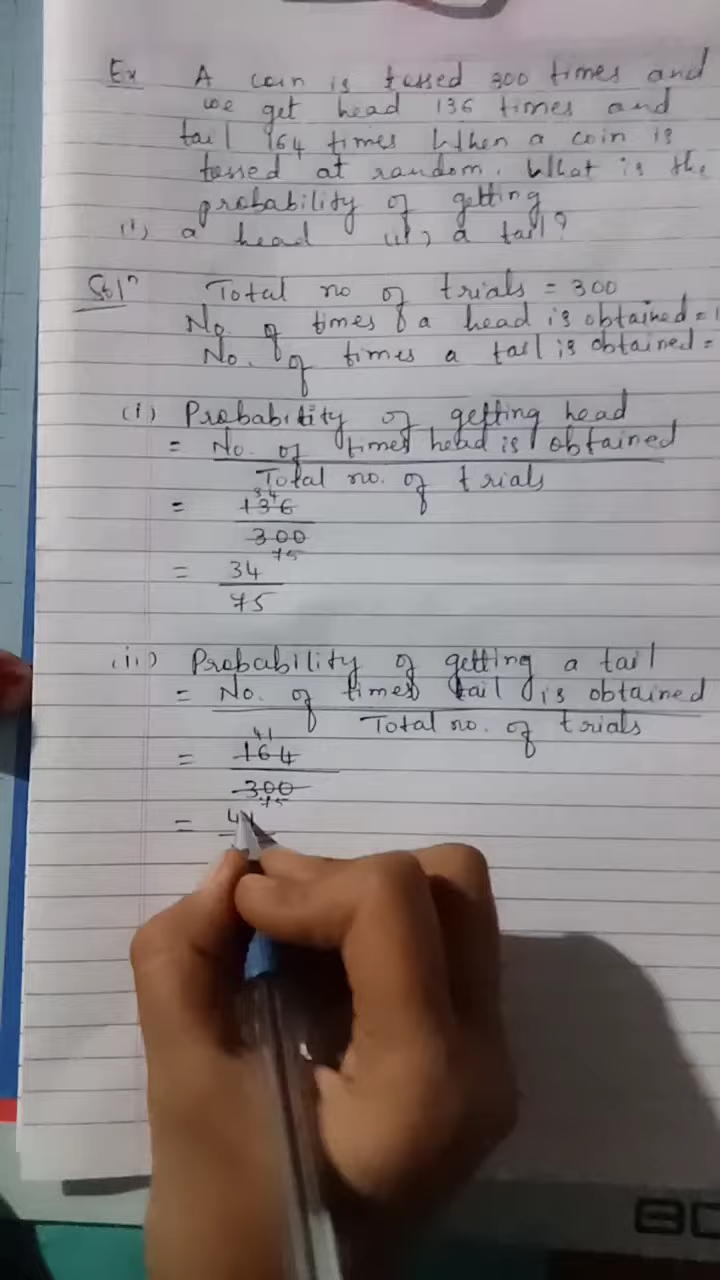 Ex A coin is tossed 300 times and
we get head 136 times and
tail 164 times When a coin is
tossed at random. What is the
probability of getting
(i) a head (ii) a tail?
Solⁿ Total no of trials = 300
No. of times a head is obtained = 1
No. of times a tail is obtained =
(i) Probability of getting head
= No. of times head is obtained
Total no. of trials
34
= 136
300
75
= 34
75
(ii) Probability of getting a tail
= No. of times tail is obtained
Total no. of trials
41
= 164
300
75
= 41